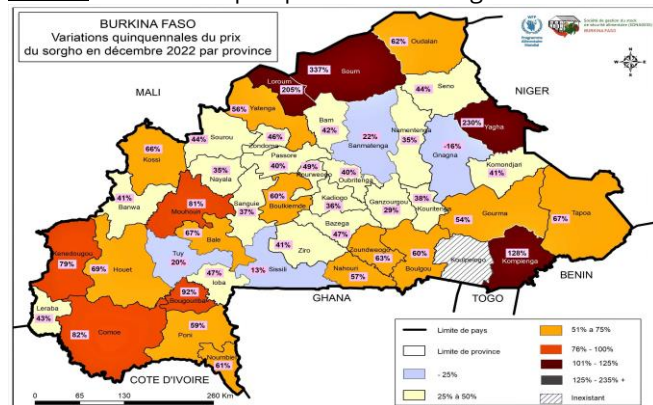 BURKINA FASO
Variations quinquennales du prix
du sorgho en décembre 2022 par province
WFP
Programme
Alimentaire
Mondial
BURKINA FASO
MALI
NIGER
BENIN
TOGO
GHANA
COTE D'IVOIRE
Oudalan
62%
Soum
337%
Loroum
205%
Seno
44%
Yatenga
56%
Bam
42%
Sanmatenga
22%
Namentenga
35%
Yagha
230%
Gnagna
-16%
Komondjari
41%
Sourou
44%
Zondoma
46%
Passore
40%
Kourweogo
49%
Oubritenga
40%
Kossi
66%
Nayala
35%
Banwa
41%
Mouhoun
81%
Sanguie
37%
Boulkiemde
60%
Kadiogo
36%
Ganzourgou
29%
Kouritenga
38%
Gourma
54%
Tapoa
67%
Bale
67%
Bazega
47%
Ziro
41%
Zoundweogo
63%
Boulgou
60%
Koulpelogo
Kompienga
128%
Kenedougou
79%
Houet
69%
Tuy
20%
Ioba
47%
Sissili
13%
Nahouri
57%
Leraba
43%
Comoe
82%
Bougouriba
92%
Poni
59%
Noumbiel
61%
0 65 130 260 Km
Limite de pays
Limite de province
- 25%
25% à 50%
51% a 75%
76% - 100%
101% - 125%
125% - 235% +
Inexistant